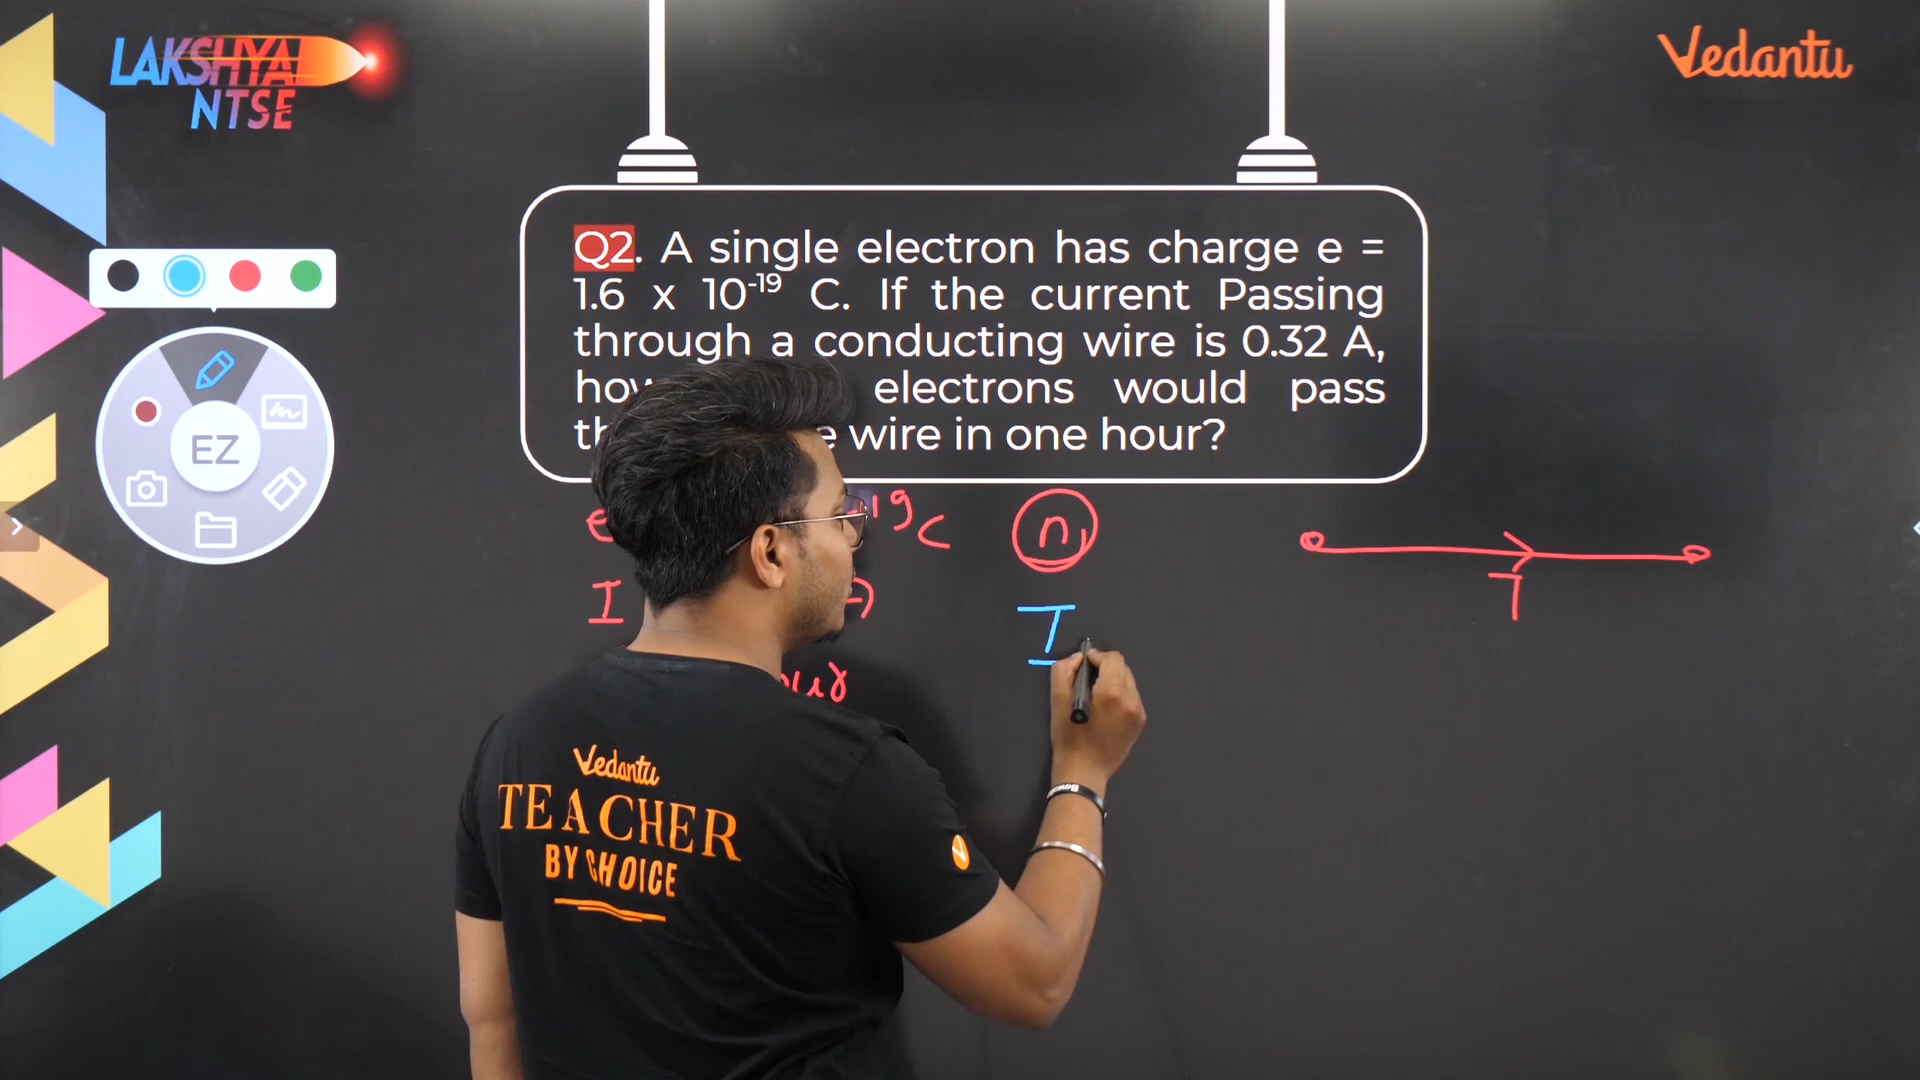 LAKSHYA
NTSE
Vedantu
Q2. A single electron has charge e =
1.6 x 10⁻¹⁹ C. If the current Passing
through a conducting wire is 0.32 A,
electrons would pass
wire in one hour?
EZ
e -19 C n
I
I
I
Vedantu
TEACHER
BY CHOICE